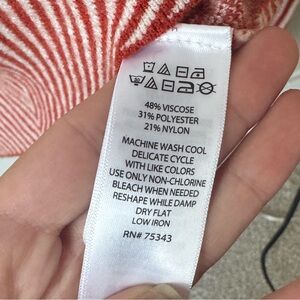 48% VISCOSE
31% POLYESTER
21% NYLON
MACHINE WASH COOL
DELICATE CYCLE
WITH LIKE COLORS
USE ONLY NON-CHLORINE
BLEACH WHEN NEEDED
RESHAPE WHILE DAMP
DRY FLAT
LOW IRON
RN# 75343